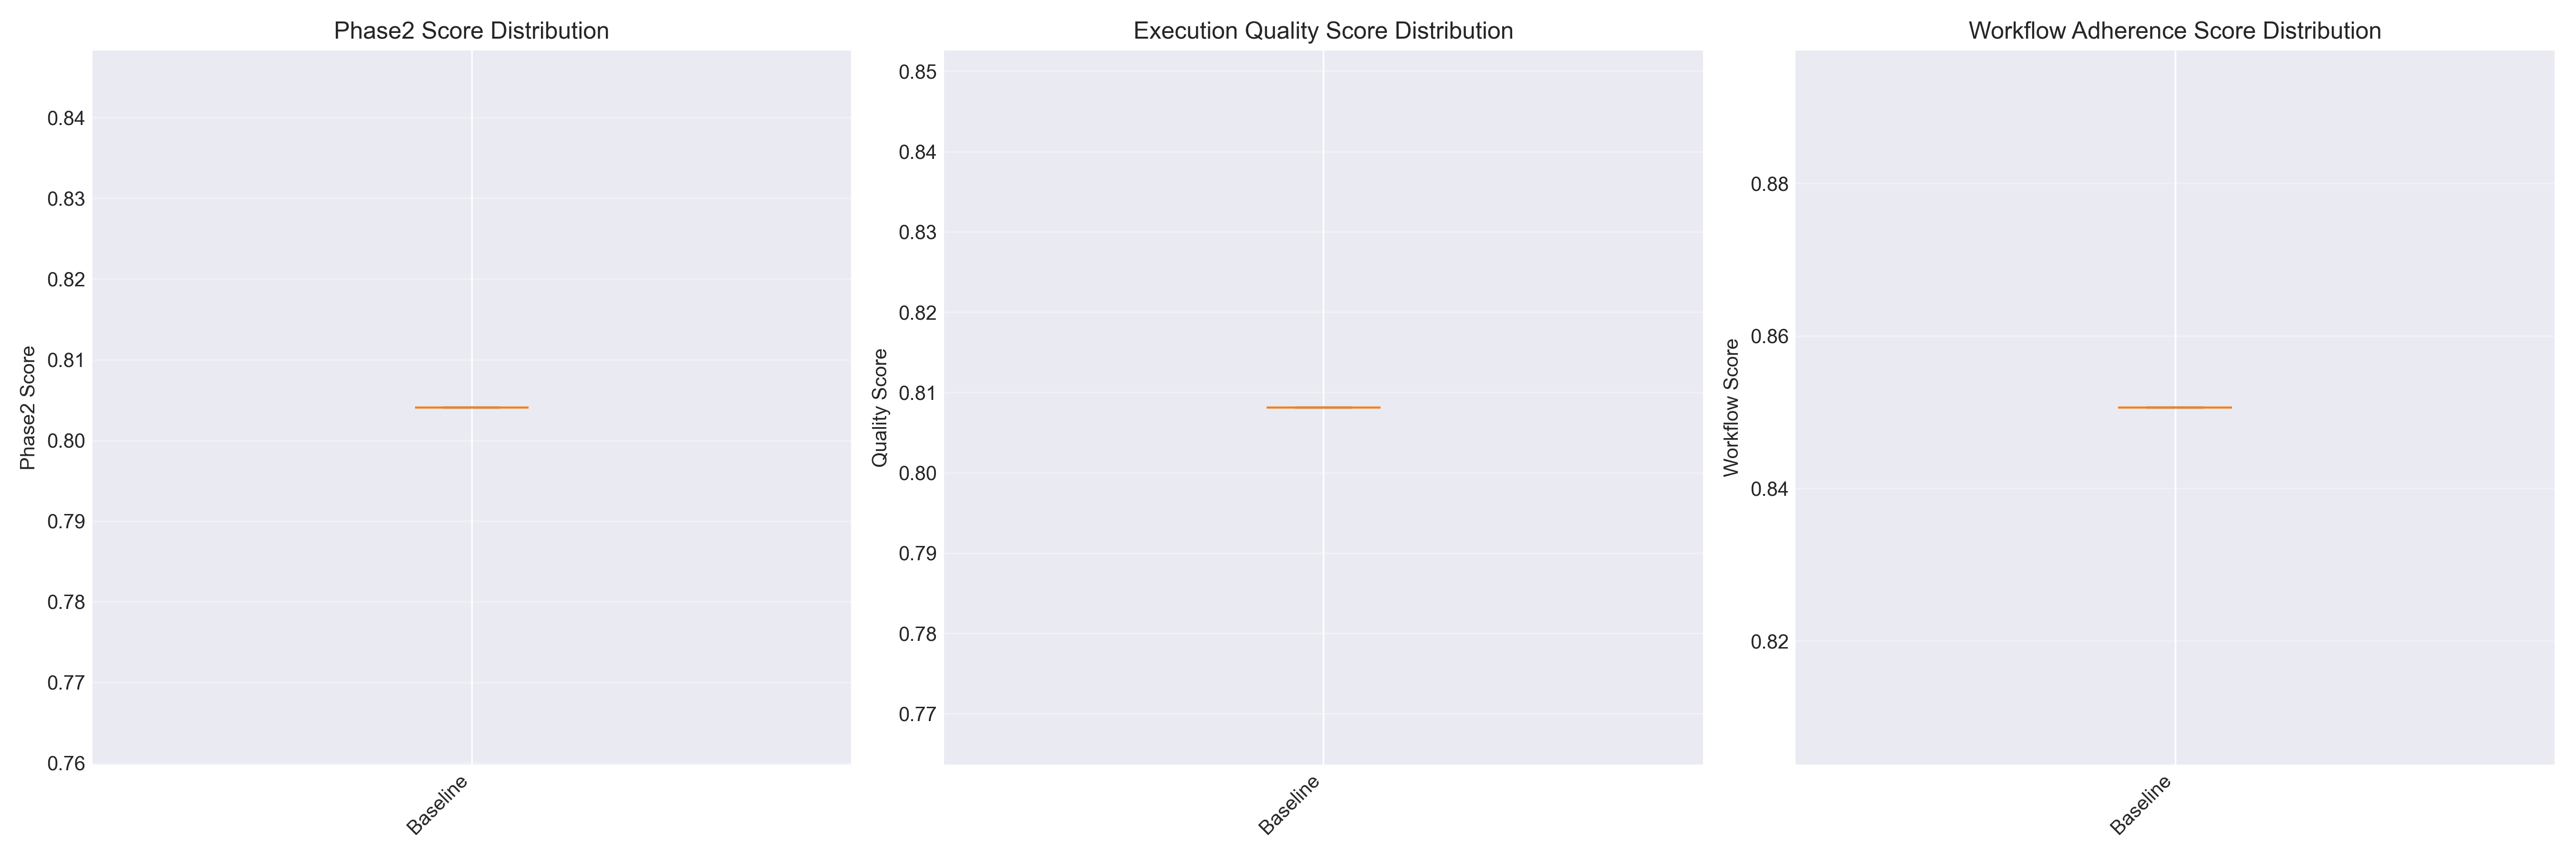 Phase2 Score Distribution
Phase2 Score
0.84
0.83
0.82
0.81
0.80
0.79
0.78
0.77
0.76
Baseline
Execution Quality Score Distribution
Quality Score
0.85
0.84
0.83
0.82
0.81
0.80
0.79
0.78
0.77
Baseline
Workflow Adherence Score Distribution
Workflow Score
0.88
0.86
0.84
0.82
Baseline